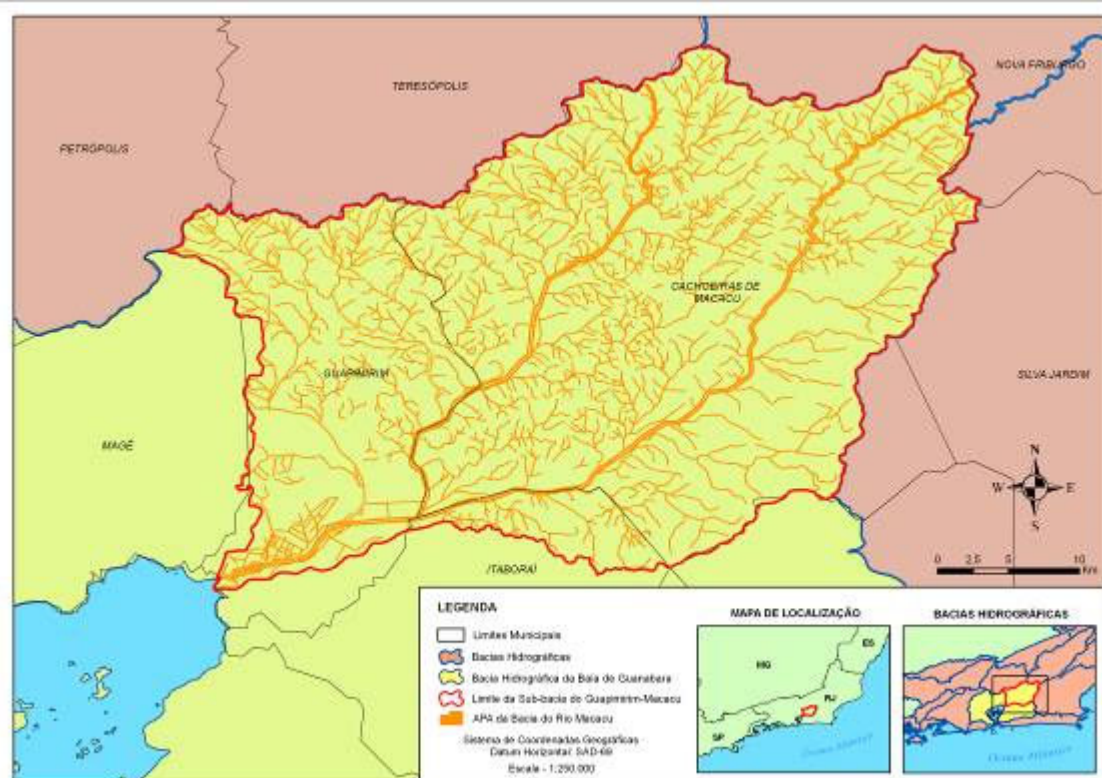 NOVA FRIBURGO
TERESÓPOLIS
PETRÓPOLIS
CACHOEIRAS DE
MACACU
GUAPIMIRIM
SILVA JARDIM
MAGÉ
N
W E
S
ITABORAÍ
0 2,5 5 10
Km
LEGENDA
Limites Municipais
Bacias Hidrográficas
Bacia Hidrográfica da Baía de Guanabara
Limite da Sub-bacia do Guapimirim-Macacu
APA da Bacia do Rio Macacu
Sistema de Coordenadas Geográficas
Datum Horizontal: SAD-69
Escala - 1:250.000
MAPA DE LOCALIZAÇÃO
ES
MG
RJ
SP
Oceano Atlântico
BACIAS HIDROGRÁFICAS
Oceano Atlântico